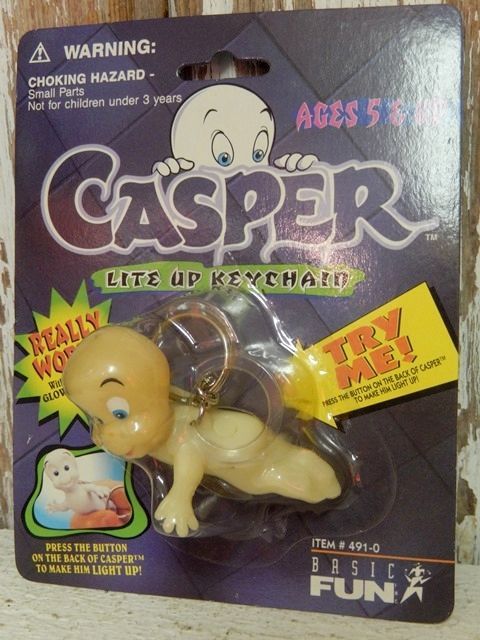 WARNING:
CHOKING HAZARD -
Small Parts
Not for children under 3 years
AGES 5 & UP
CASPER™
LITE UP KEYCHAIN
REALLY
TRY
ME!
PRESS THE BUTTON ON THE BACK OF CASPER™
TO MAKE HIM LIGHT UP!
PRESS THE BUTTON
ON THE BACK OF CASPER™
TO MAKE HIM LIGHT UP!
ITEM # 491-0
BASIC
FUN